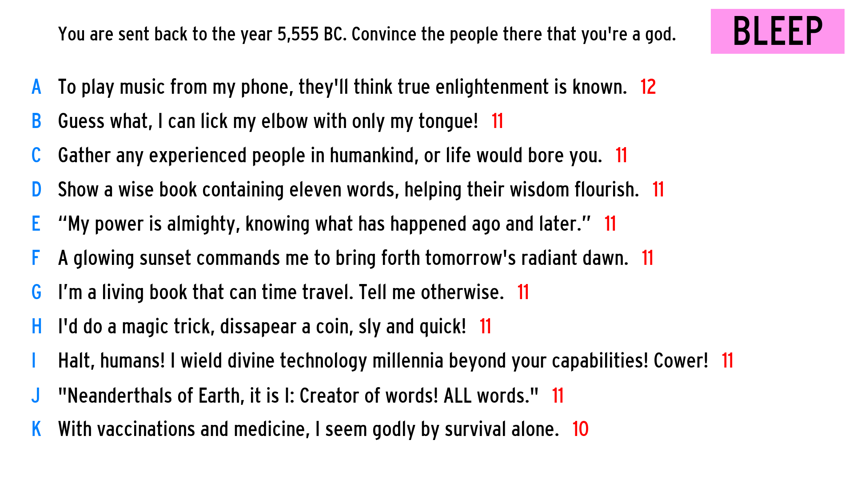 You are sent back to the year 5,555 BC. Convince the people there that you're a god.
BLEEP
A To play music from my phone, they'll think true enlightenment is known. 12
B Guess what, I can lick my elbow with only my tongue! 11
C Gather any experienced people in humankind, or life would bore you. 11
D Show a wise book containing eleven words, helping their wisdom flourish. 11
E “My power is almighty, knowing what has happened ago and later.” 11
F A glowing sunset commands me to bring forth tomorrow's radiant dawn. 11
G I’m a living book that can time travel. Tell me otherwise. 11
H I'd do a magic trick, dissapear a coin, sly and quick! 11
I Halt, humans! I wield divine technology millennia beyond your capabilities! Cower! 11
J "Neanderthals of Earth, it is I: Creator of words! ALL words." 11
K With vaccinations and medicine, I seem godly by survival alone. 10